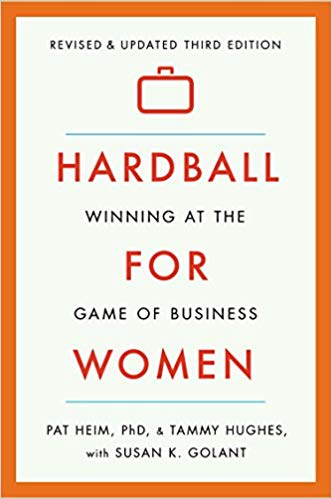 REVISED & UPDATED THIRD EDITION
HARDBALL
WINNING AT THE
FOR
GAME OF BUSINESS
WOMEN
PAT HEIM, PhD, & TAMMY HUGHES,
with SUSAN K. GOLANT